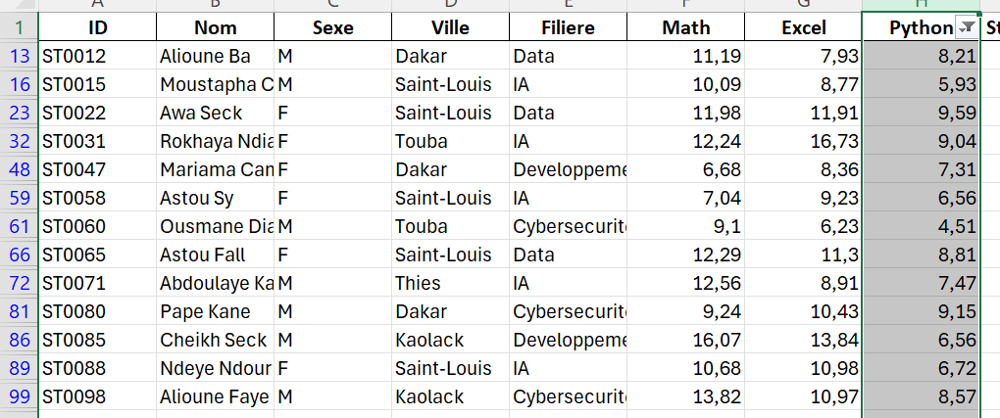 A B C D E F G H
1 ID Nom Sexe Ville Filiere Math Excel Python St
13 ST0012 Alioune Ba M Dakar Data 11,19 7,93 8,21
16 ST0015 Moustapha C M Saint-Louis IA 10,09 8,77 5,93
23 ST0022 Awa Seck F Saint-Louis Data 11,98 11,91 9,59
32 ST0031 Rokhaya Ndia F Touba IA 12,24 16,73 9,04
48 ST0047 Mariama Can F Dakar Developpeme 6,68 8,36 7,31
59 ST0058 Astou Sy F Saint-Louis IA 7,04 9,23 6,56
61 ST0060 Ousmane Dia M Touba Cybersecurit 9,1 6,23 4,51
66 ST0065 Astou Fall F Saint-Louis Data 12,29 11,3 8,81
72 ST0071 Abdoulaye Ka M Thies IA 12,56 8,91 7,47
81 ST0080 Pape Kane M Dakar Cybersecurit 9,24 10,43 9,15
86 ST0085 Cheikh Seck M Kaolack Developpeme 16,07 13,84 6,56
89 ST0088 Ndeye Ndour F Saint-Louis IA 10,68 10,98 6,72
99 ST0098 Alioune Faye M Kaolack Cybersecurit 13,82 10,97 8,57